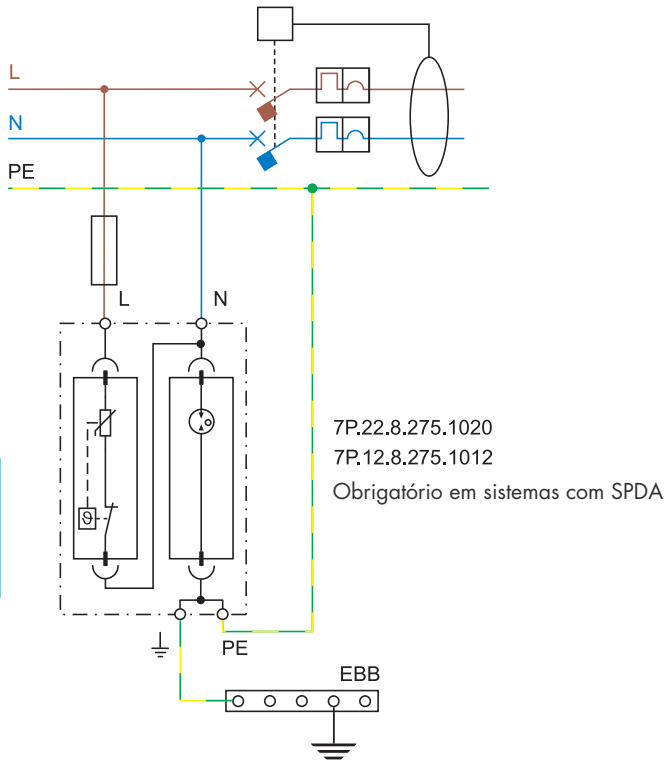 L
N
PE
L
N
7P.22.8.275.1020
7P.12.8.275.1012
Obrigatório em sistemas com SPDA
ϑ
PE
EBB